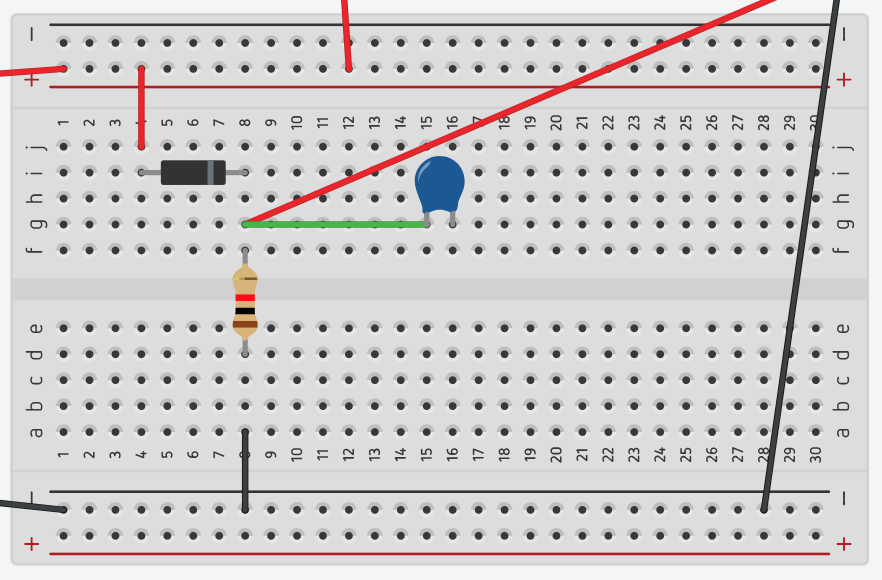 − −
+ +
1 2 3 4 5 6 7 8 9 10 11 12 13 14 15 16 17 18 19 20 21 22 23 24 25 26 27 28 29 30
j j
i i
h h
g g
f f
e e
d d
c c
b b
a a
1 2 3 4 5 6 7 8 9 10 11 12 13 14 15 16 17 18 19 20 21 22 23 24 25 26 27 28 29 30
− −
+ +